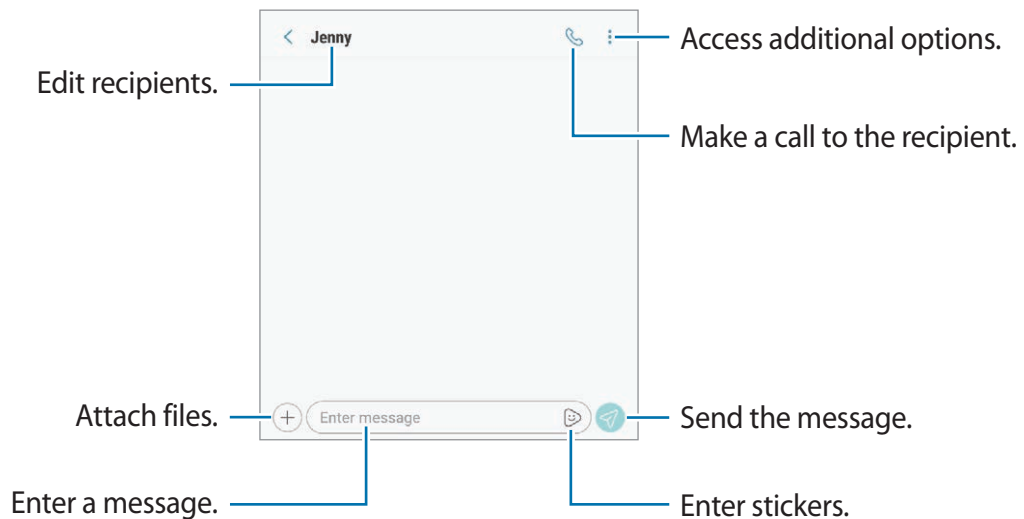 Jenny
Access additional options.
Edit recipients.
Make a call to the recipient.
Attach files.
Enter message
Send the message.
Enter a message.
Enter stickers.